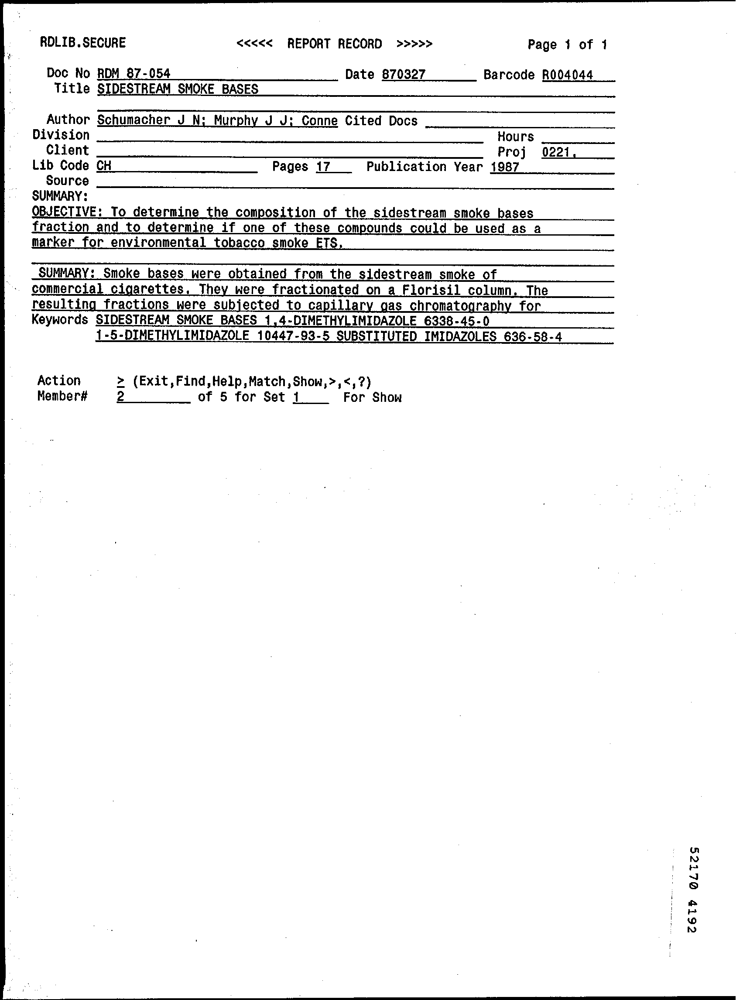 RDLIB.SECURE <<<<< REPORT RECORD >>>>> Page 1 of 1
Doc No RDM 87-054 Date 870327 Barcode R004044
Title SIDESTREAM SMOKE BASES
Author Schumacher J N; Murphy J J; Conne Cited Docs
Division Hours
Client Proj 0221,
Lib Code CH Pages 17 Publication Year 1987
Source
SUMMARY:
OBJECTIVE: To determine the composition of the sidestream smoke bases
fraction and to determine if one of these compounds could be used as a
marker for environmental tobacco smoke ETS.
SUMMARY: Smoke bases were obtained from the sidestream smoke of
commercial cigarettes. They were fractionated on a Florisil column. The
resulting fractions were subjected to capillary gas chromatography for
Keywords SIDESTREAM SMOKE BASES 1,4-DIMETHYLIMIDAZOLE 6338-45-0
1-5-DIMETHYLIMIDAZOLE 10447-93-5 SUBSTITUTED IMIDAZOLES 636-58-4
Action > (Exit,Find,Help,Match,Show,>,<,?)
Member# 2 of 5 for Set 1 For Show
52170 4192